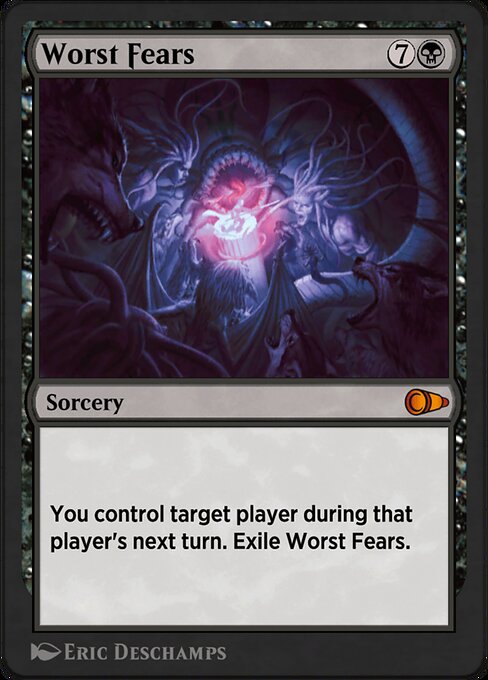 Worst Fears 7
Sorcery
You control target player during that
player's next turn. Exile Worst Fears.
Eric Deschamps